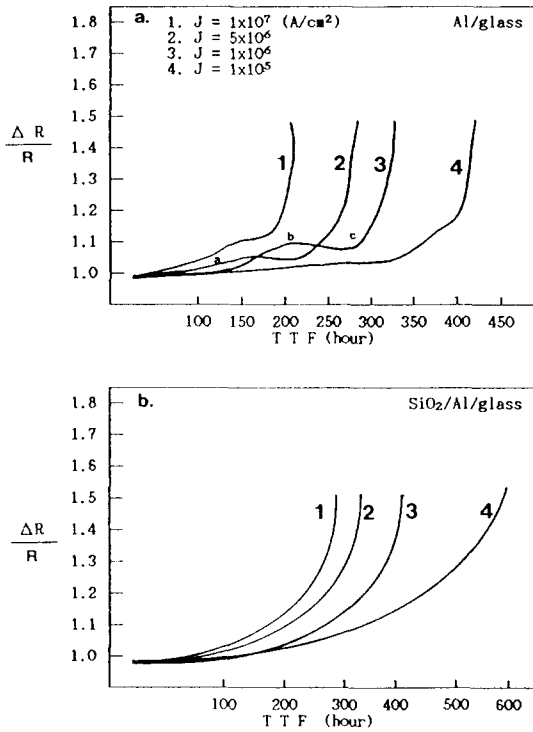 a.
1. J = 1x10⁷ (A/cm²)
2. J = 5x10⁶
3. J = 1x10⁶
4. J = 1x10⁵
Al/glass
1.8
1.7
1.6
1.5
1.4
1.3
1.2
1.1
1.0
Δ R
R
1
2
3
4
a
b
c
100 150 200 250 300 350 400 450
T T F (hour)
b.
SiO₂/Al/glass
1.8
1.7
1.6
1.5
1.4
1.3
1.2
1.1
1.0
ΔR
R
1
2
3
4
100 200 300 400 500 600
T T F (hour)